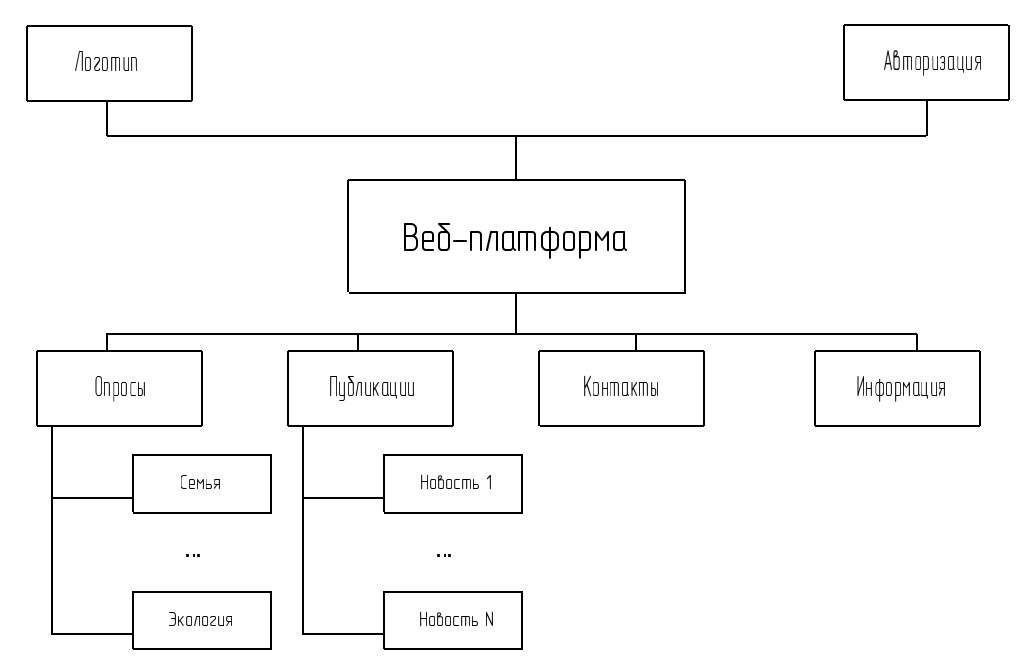 Логотип
Авторизация
Веб-платформа
Опросы
Публикации
Контакты
Информация
Семья
Новость 1
...
...
Экология
Новость N